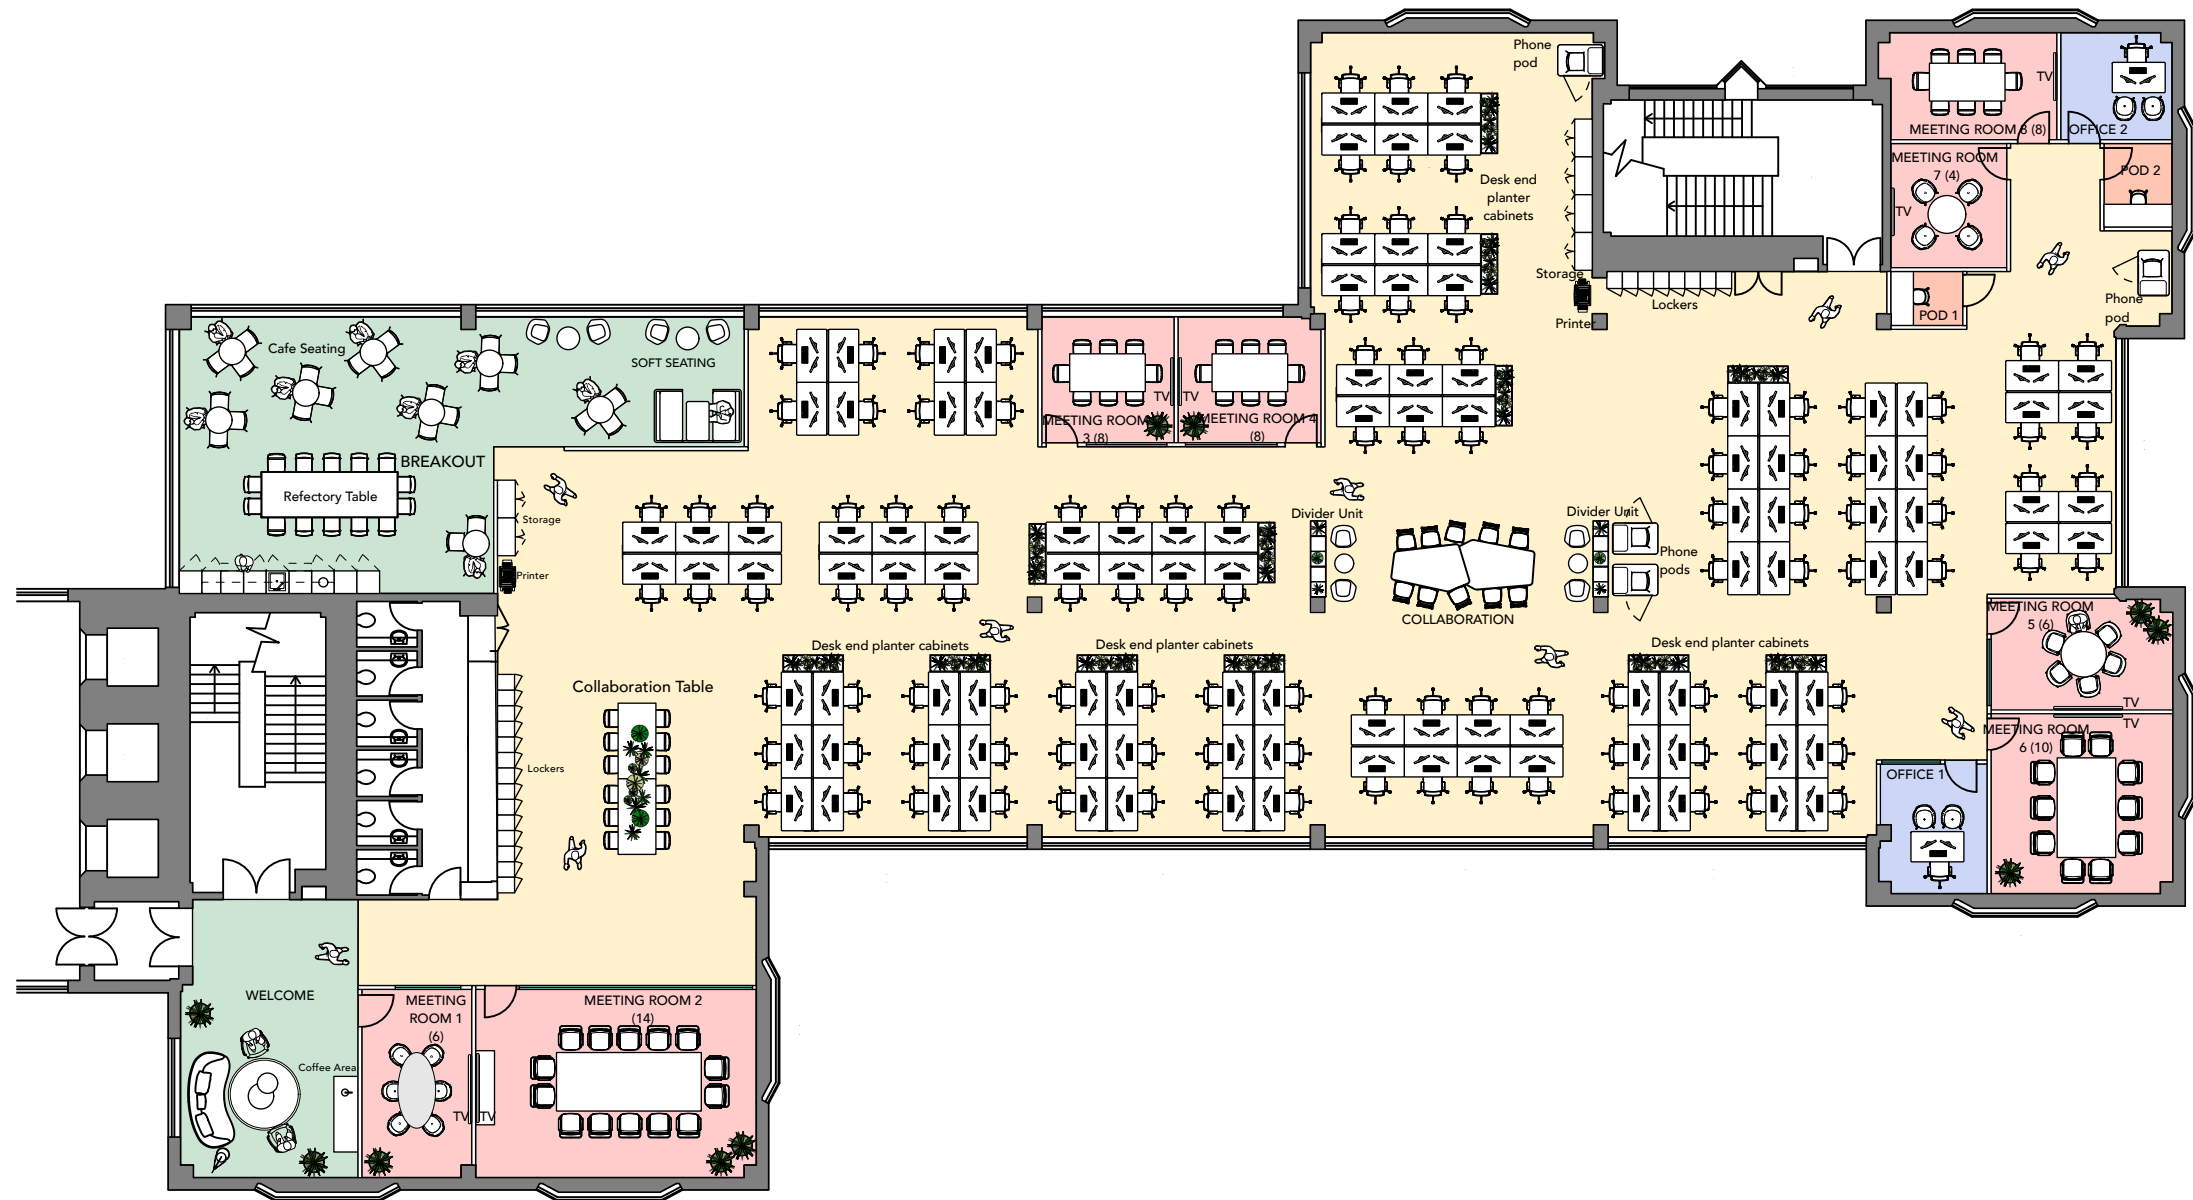 Phone
pod
TV
MEETING ROOM 8 (8)
OFFICE 2
MEETING ROOM
7 (4)
TV
POD 2
Desk end
planter
cabinets
Storage
Printer
Lockers
POD 1
Phone
pod
Cafe Seating
SOFT SEATING
BREAKOUT
Refectory Table
TV
TV
MEETING ROOM
3 (8)
MEETING ROOM 4
(8)
Storage
Printer
Divider Unit
Divider Unit
Phone
pods
COLLABORATION
MEETING ROOM
5 (6)
TV
TV
MEETING ROOM
6 (10)
OFFICE 1
Desk end planter cabinets
Desk end planter cabinets
Desk end planter cabinets
Collaboration Table
Lockers
WELCOME
Coffee Area
MEETING
ROOM 1
(6)
TV
TV
MEETING ROOM 2
(14)